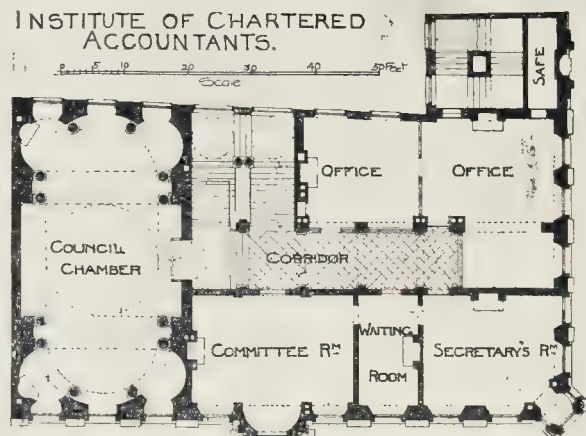 INSTITUTE OF CHARTERED
ACCOUNTANTS.
0 5 10 20 30 40 50 Feet
Scale
SAFE
OFFICE
OFFICE
COUNCIL
CHAMBER
CORRIDOR
COMMITTEE RM
WAITING
ROOM
SECRETARY'S RM